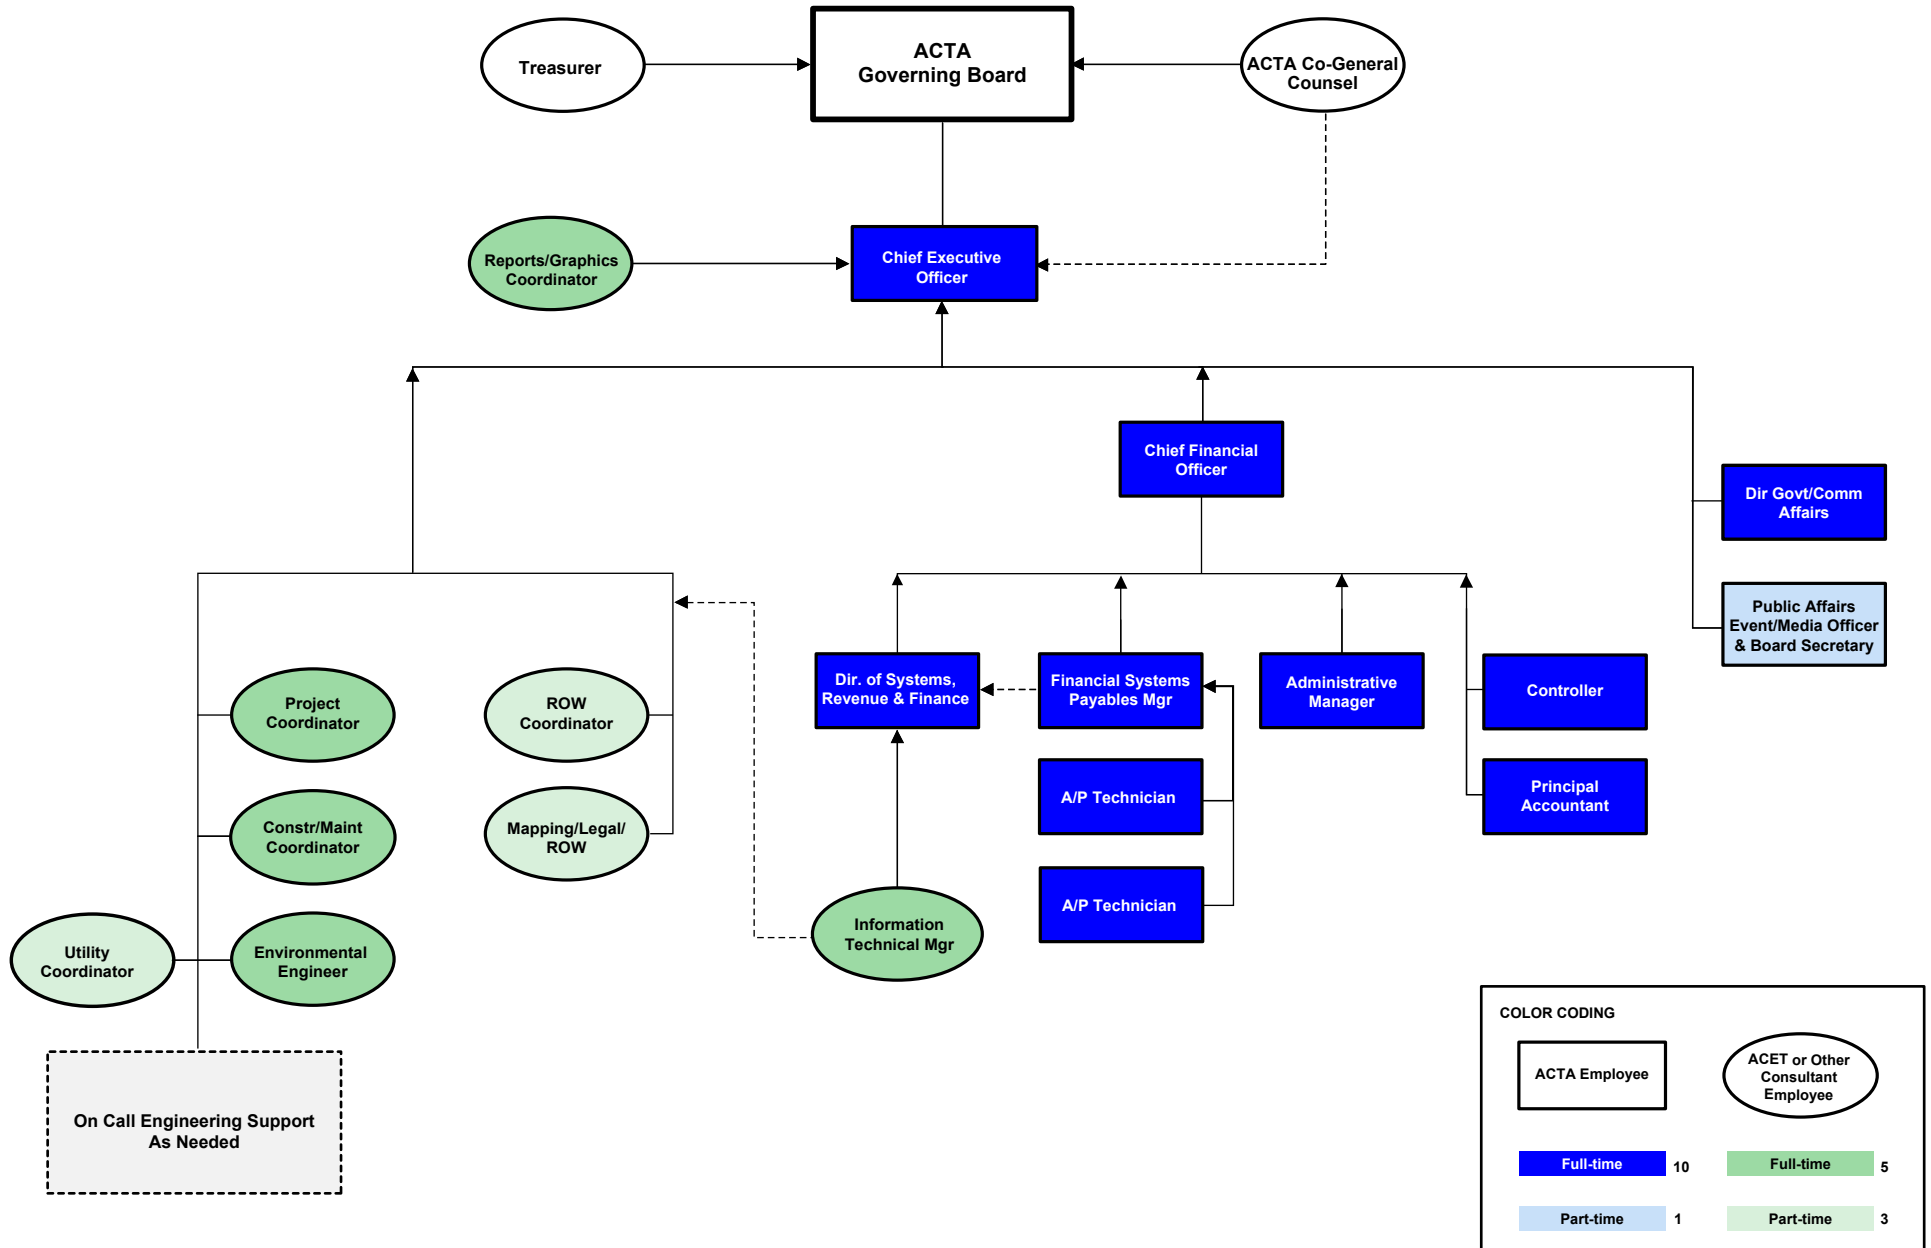 Treasurer
ACTA
Governing Board
ACTA Co-General
Counsel
Reports/Graphics
Coordinator
Chief Executive
Officer
Chief Financial
Officer
Dir Govt/Comm
Affairs
Public Affairs
Event/Media Officer
& Board Secretary
Project
Coordinator
ROW
Coordinator
Dir. of Systems,
Revenue & Finance
Financial Systems
Payables Mgr
Administrative
Manager
Controller
Constr/Maint
Coordinator
Mapping/Legal/
ROW
A/P Technician
Principal
Accountant
A/P Technician
Utility
Coordinator
Environmental
Engineer
Information
Technical Mgr
On Call Engineering Support
As Needed
COLOR CODING
ACTA Employee
ACET or Other
Consultant
Employee
Full-time 10
Full-time 5
Part-time 1
Part-time 3